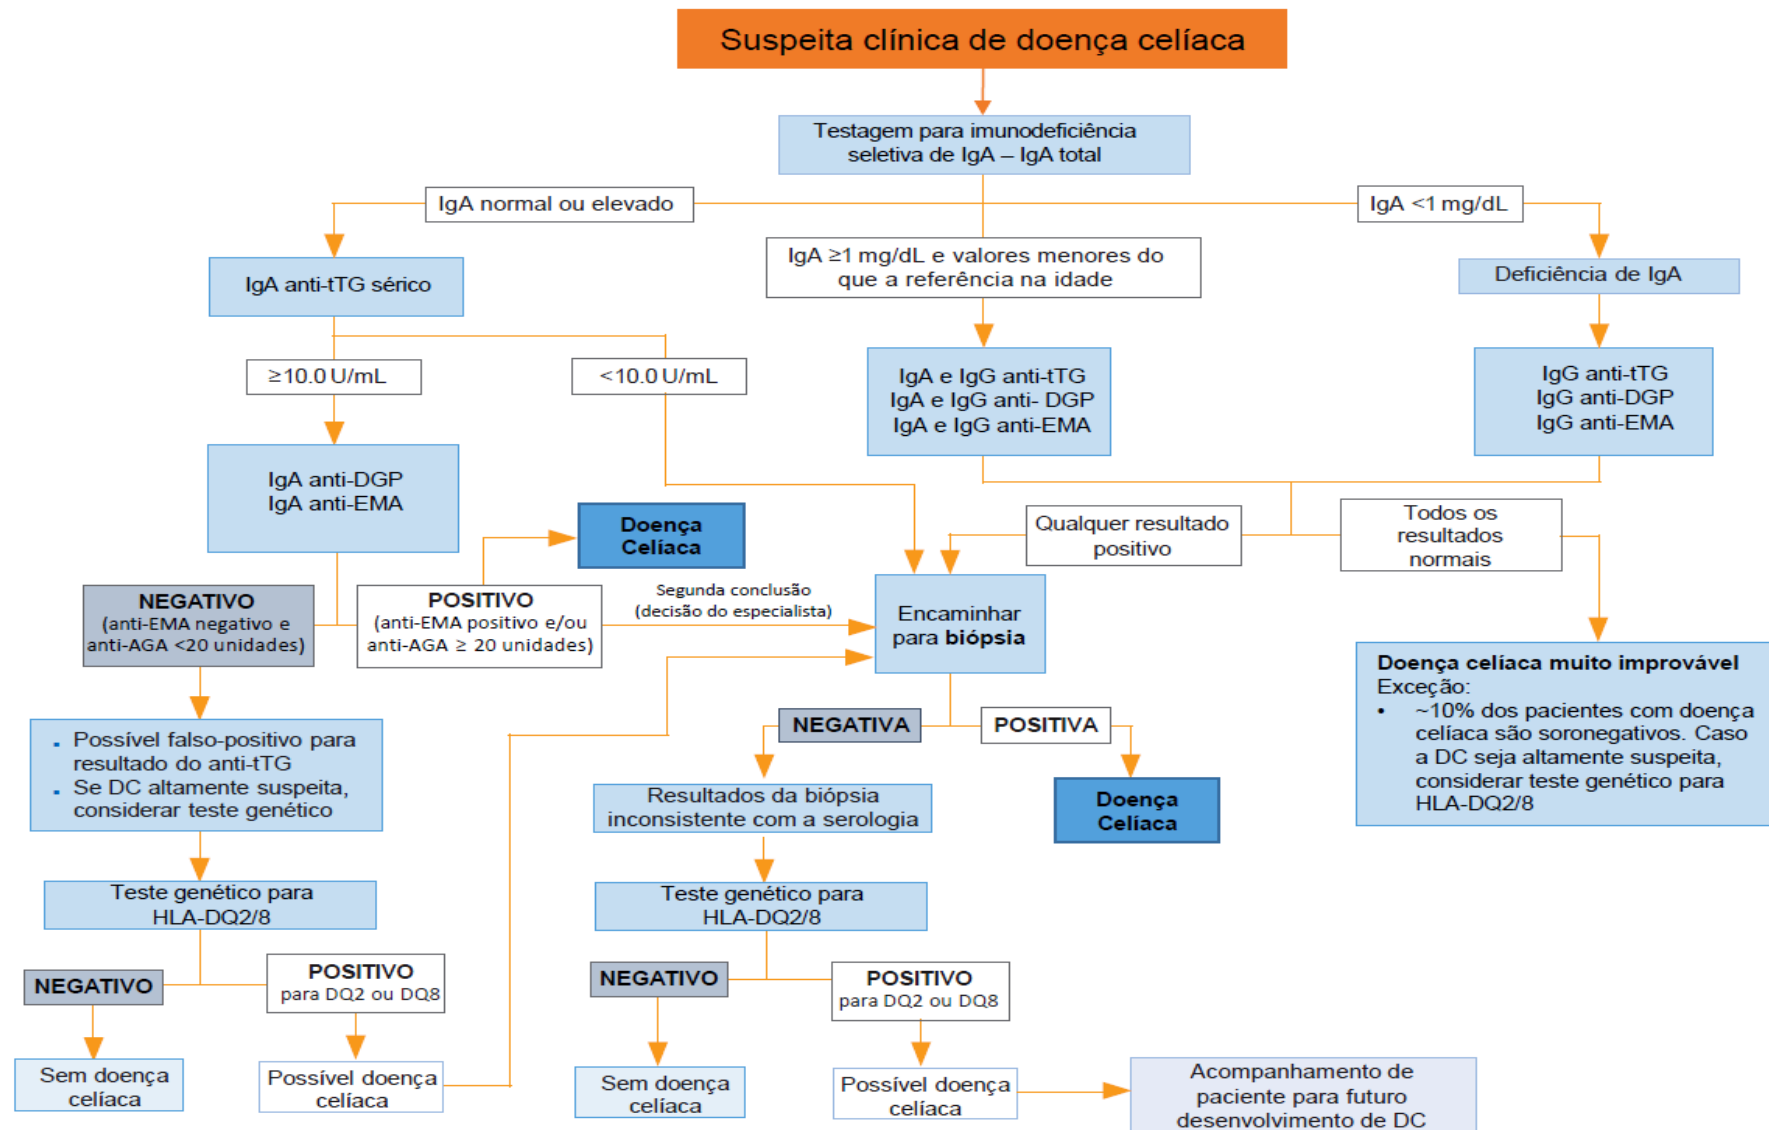 Suspeita clínica de doença celíaca
Testagem para imunodeficiência
seletiva de IgA – IgA total
IgA normal ou elevado
IgA <1 mg/dL
IgA ≥1 mg/dL e valores menores do
que a referência na idade
IgA anti-tTG sérico
Deficiência de IgA
≥10.0 U/mL
<10.0 U/mL
IgA e IgG anti-tTG
IgA e IgG anti- DGP
IgA e IgG anti-EMA
IgG anti-tTG
IgG anti-DGP
IgG anti-EMA
IgA anti-DGP
IgA anti-EMA
Doença
Celíaca
Qualquer resultado
positivo
Todos os
resultados
normais
NEGATIVO
(anti-EMA negativo e
anti-AGA <20 unidades)
POSITIVO
(anti-EMA positivo e/ou
anti-AGA ≥ 20 unidades)
Segunda conclusão
(decisão do especialista)
Encaminhar
para biópsia
Doença celíaca muito improvável
Exceção:
• ~10% dos pacientes com doença
celíaca são soronegativos. Caso
a DC seja altamente suspeita,
considerar teste genético para
HLA-DQ2/8
▪ Possível falso-positivo para
resultado do anti-tTG
▪ Se DC altamente suspeita,
considerar teste genético
NEGATIVA
POSITIVA
Resultados da biópsia
inconsistente com a serologia
Doença
Celíaca
Teste genético para
HLA-DQ2/8
Teste genético para
HLA-DQ2/8
NEGATIVO
POSITIVO
para DQ2 ou DQ8
NEGATIVO
POSITIVO
para DQ2 ou DQ8
Sem doença
celíaca
Possível doença
celíaca
Sem doença
celíaca
Possível doença
celíaca
Acompanhamento de
paciente para futuro
desenvolvimento de DC